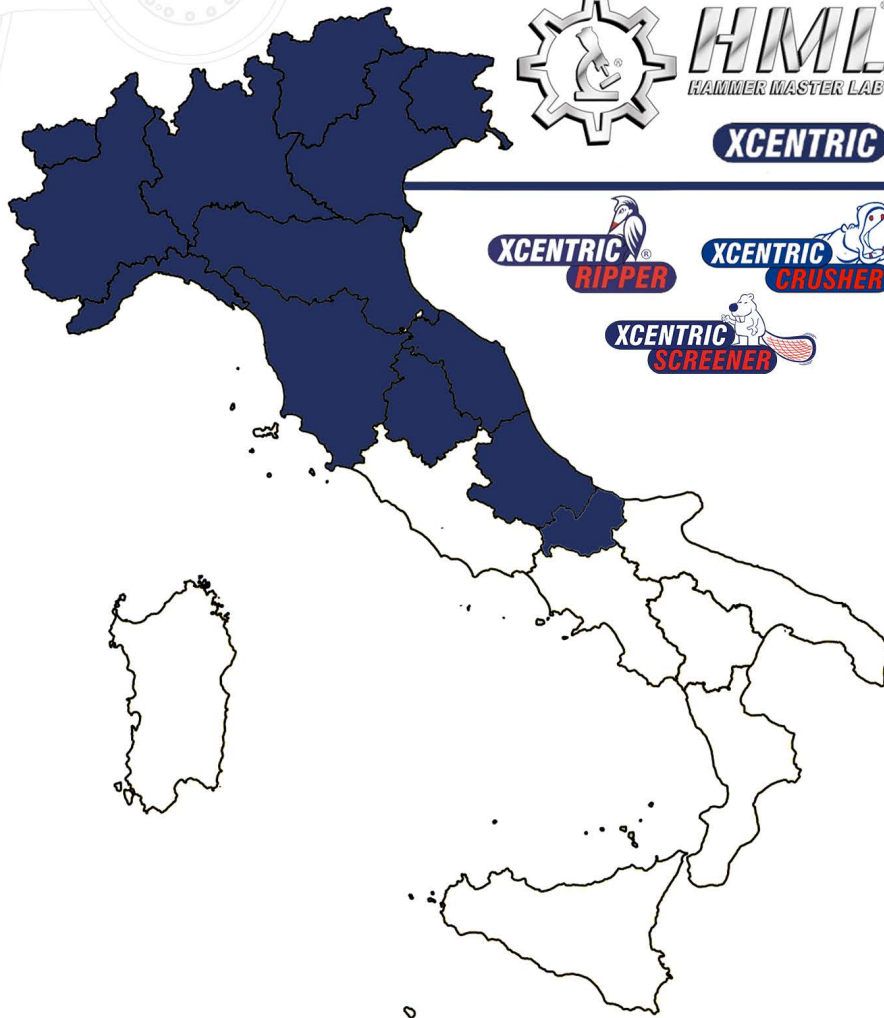 HML
HAMMER MASTER LAB
XCENTRIC
XCENTRIC
RIPPER
XCENTRIC
CRUSHER
XCENTRIC
SCREENER